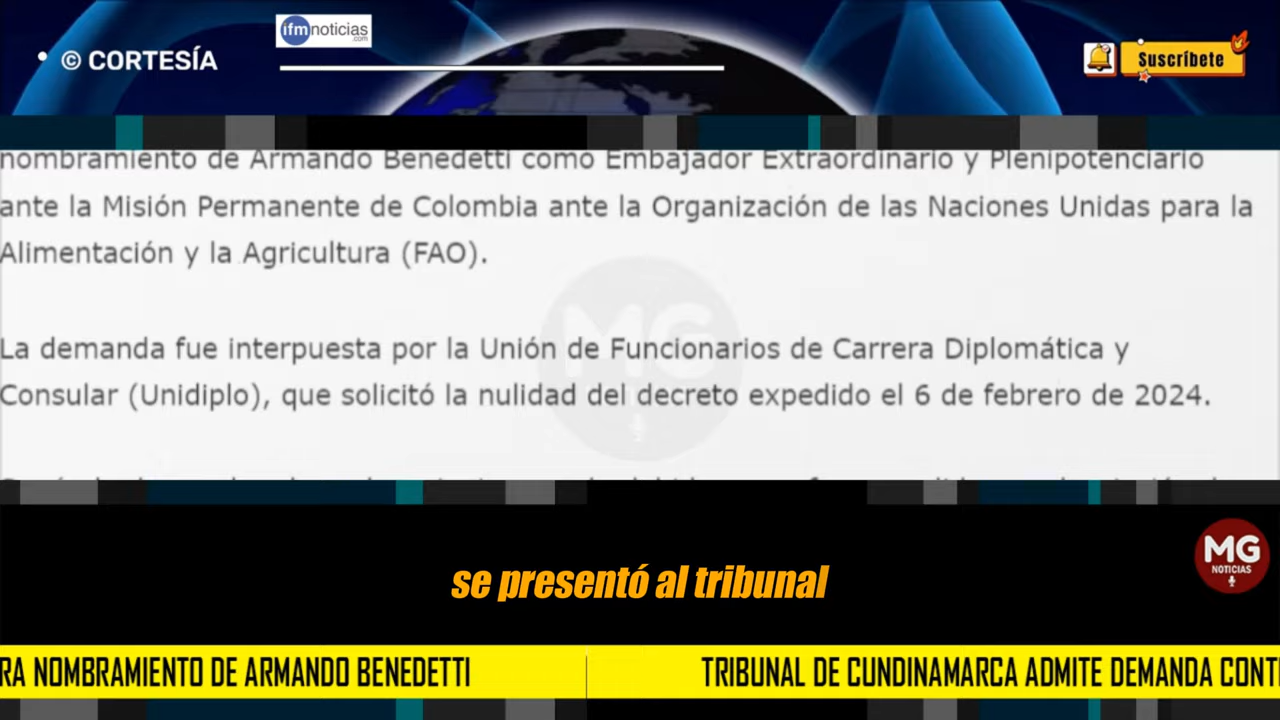 © CORTESÍA
ifmnoticias
.com
Suscríbete
nombramiento de Armando Benedetti como Embajador Extraordinario y Plenipotenciario
ante la Misión Permanente de Colombia ante la Organización de las Naciones Unidas para la
Alimentación y la Agricultura (FAO).
La demanda fue interpuesta por la Unión de Funcionarios de Carrera Diplomática y
Consular (Unidiplo), que solicitó la nulidad del decreto expedido el 6 de febrero de 2024.
MG
MG
NOTICIAS
se presentó al tribunal
RA NOMBRAMIENTO DE ARMANDO BENEDETTI
TRIBUNAL DE CUNDINAMARCA ADMITE DEMANDA CONT